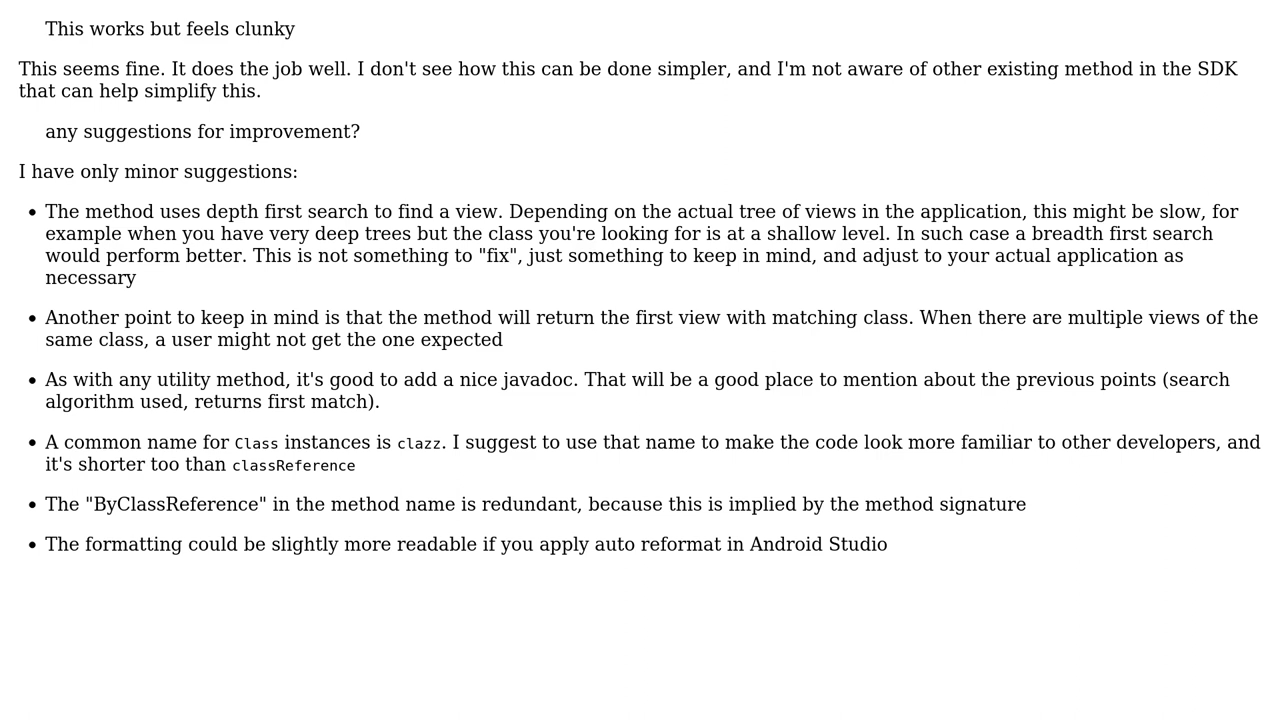 This works but feels clunky
This seems fine. It does the job well. I don't see how this can be done simpler, and I'm not aware of other existing method in the SDK
that can help simplify this.
any suggestions for improvement?
I have only minor suggestions:
• The method uses depth first search to find a view. Depending on the actual tree of views in the application, this might be slow, for
example when you have very deep trees but the class you're looking for is at a shallow level. In such case a breadth first search
would perform better. This is not something to "fix", just something to keep in mind, and adjust to your actual application as
necessary
• Another point to keep in mind is that the method will return the first view with matching class. When there are multiple views of the
same class, a user might not get the one expected
• As with any utility method, it's good to add a nice javadoc. That will be a good place to mention about the previous points (search
algorithm used, returns first match).
• A common name for Class instances is clazz. I suggest to use that name to make the code look more familiar to other developers, and
it's shorter too than classReference
• The "ByClassReference" in the method name is redundant, because this is implied by the method signature
• The formatting could be slightly more readable if you apply auto reformat in Android Studio